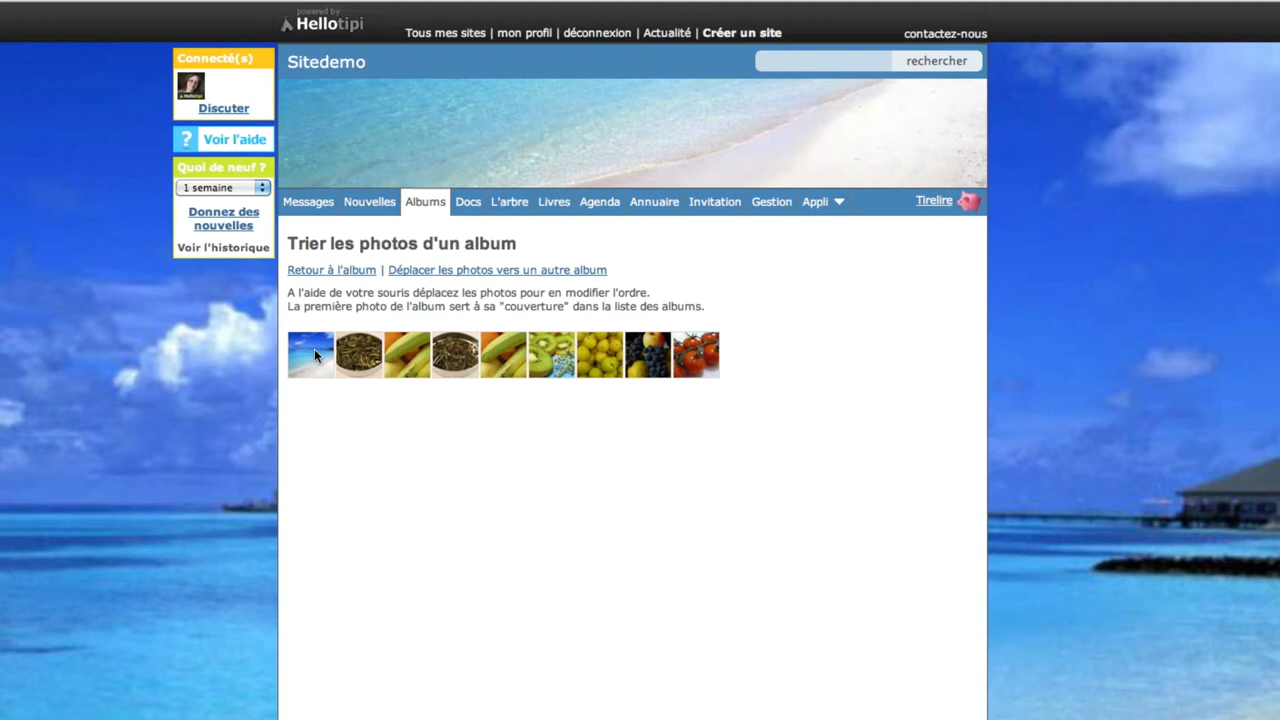 powered by
Hellotipi
Tous mes sites | mon profil | déconnexion | Actualité | Créer un site
contactez-nous
Connecté(s)
Hellotipi
Discuter
? Voir l'aide
Quoi de neuf ?
1 semaine
Donnez des
nouvelles
Voir l'historique
Sitedemo
rechercher
Messages Nouvelles Albums Docs L'arbre Livres Agenda Annuaire Invitation Gestion Appli Tirelire
Trier les photos d'un album
Retour à l'album | Déplacer les photos vers un autre album
A l'aide de votre souris déplacez les photos pour en modifier l'ordre.
La première photo de l'album sert à sa "couverture" dans la liste des albums.